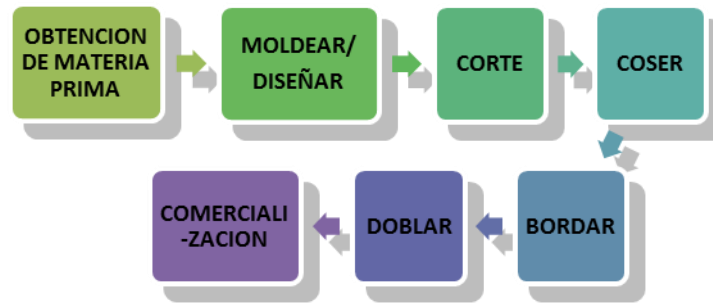 OBTENCION
DE MATERIA
PRIMA
MOLDEAR/
DISEÑAR
CORTE
COSER
BORDAR
DOBLAR
COMERCIALI
-ZACION